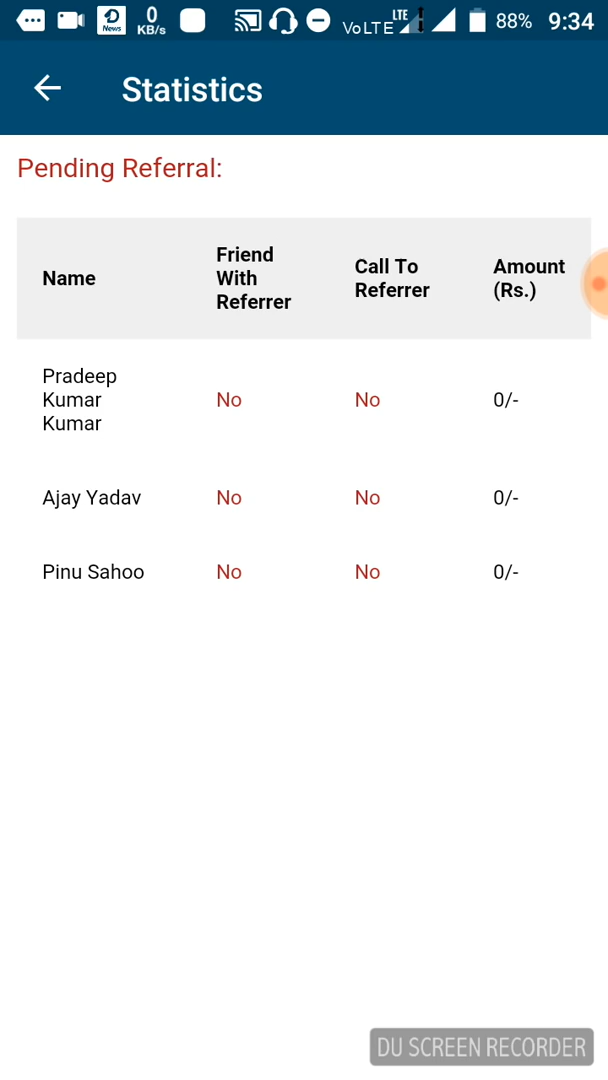 News 0 KB/s VoLTE LTE 88% 9:34
Statistics
Pending Referral:
Name Friend With Referrer Call To Referrer Amount (Rs.)
Pradeep Kumar Kumar No No 0/-
Ajay Yadav No No 0/-
Pinu Sahoo No No 0/-
DU SCREEN RECORDER